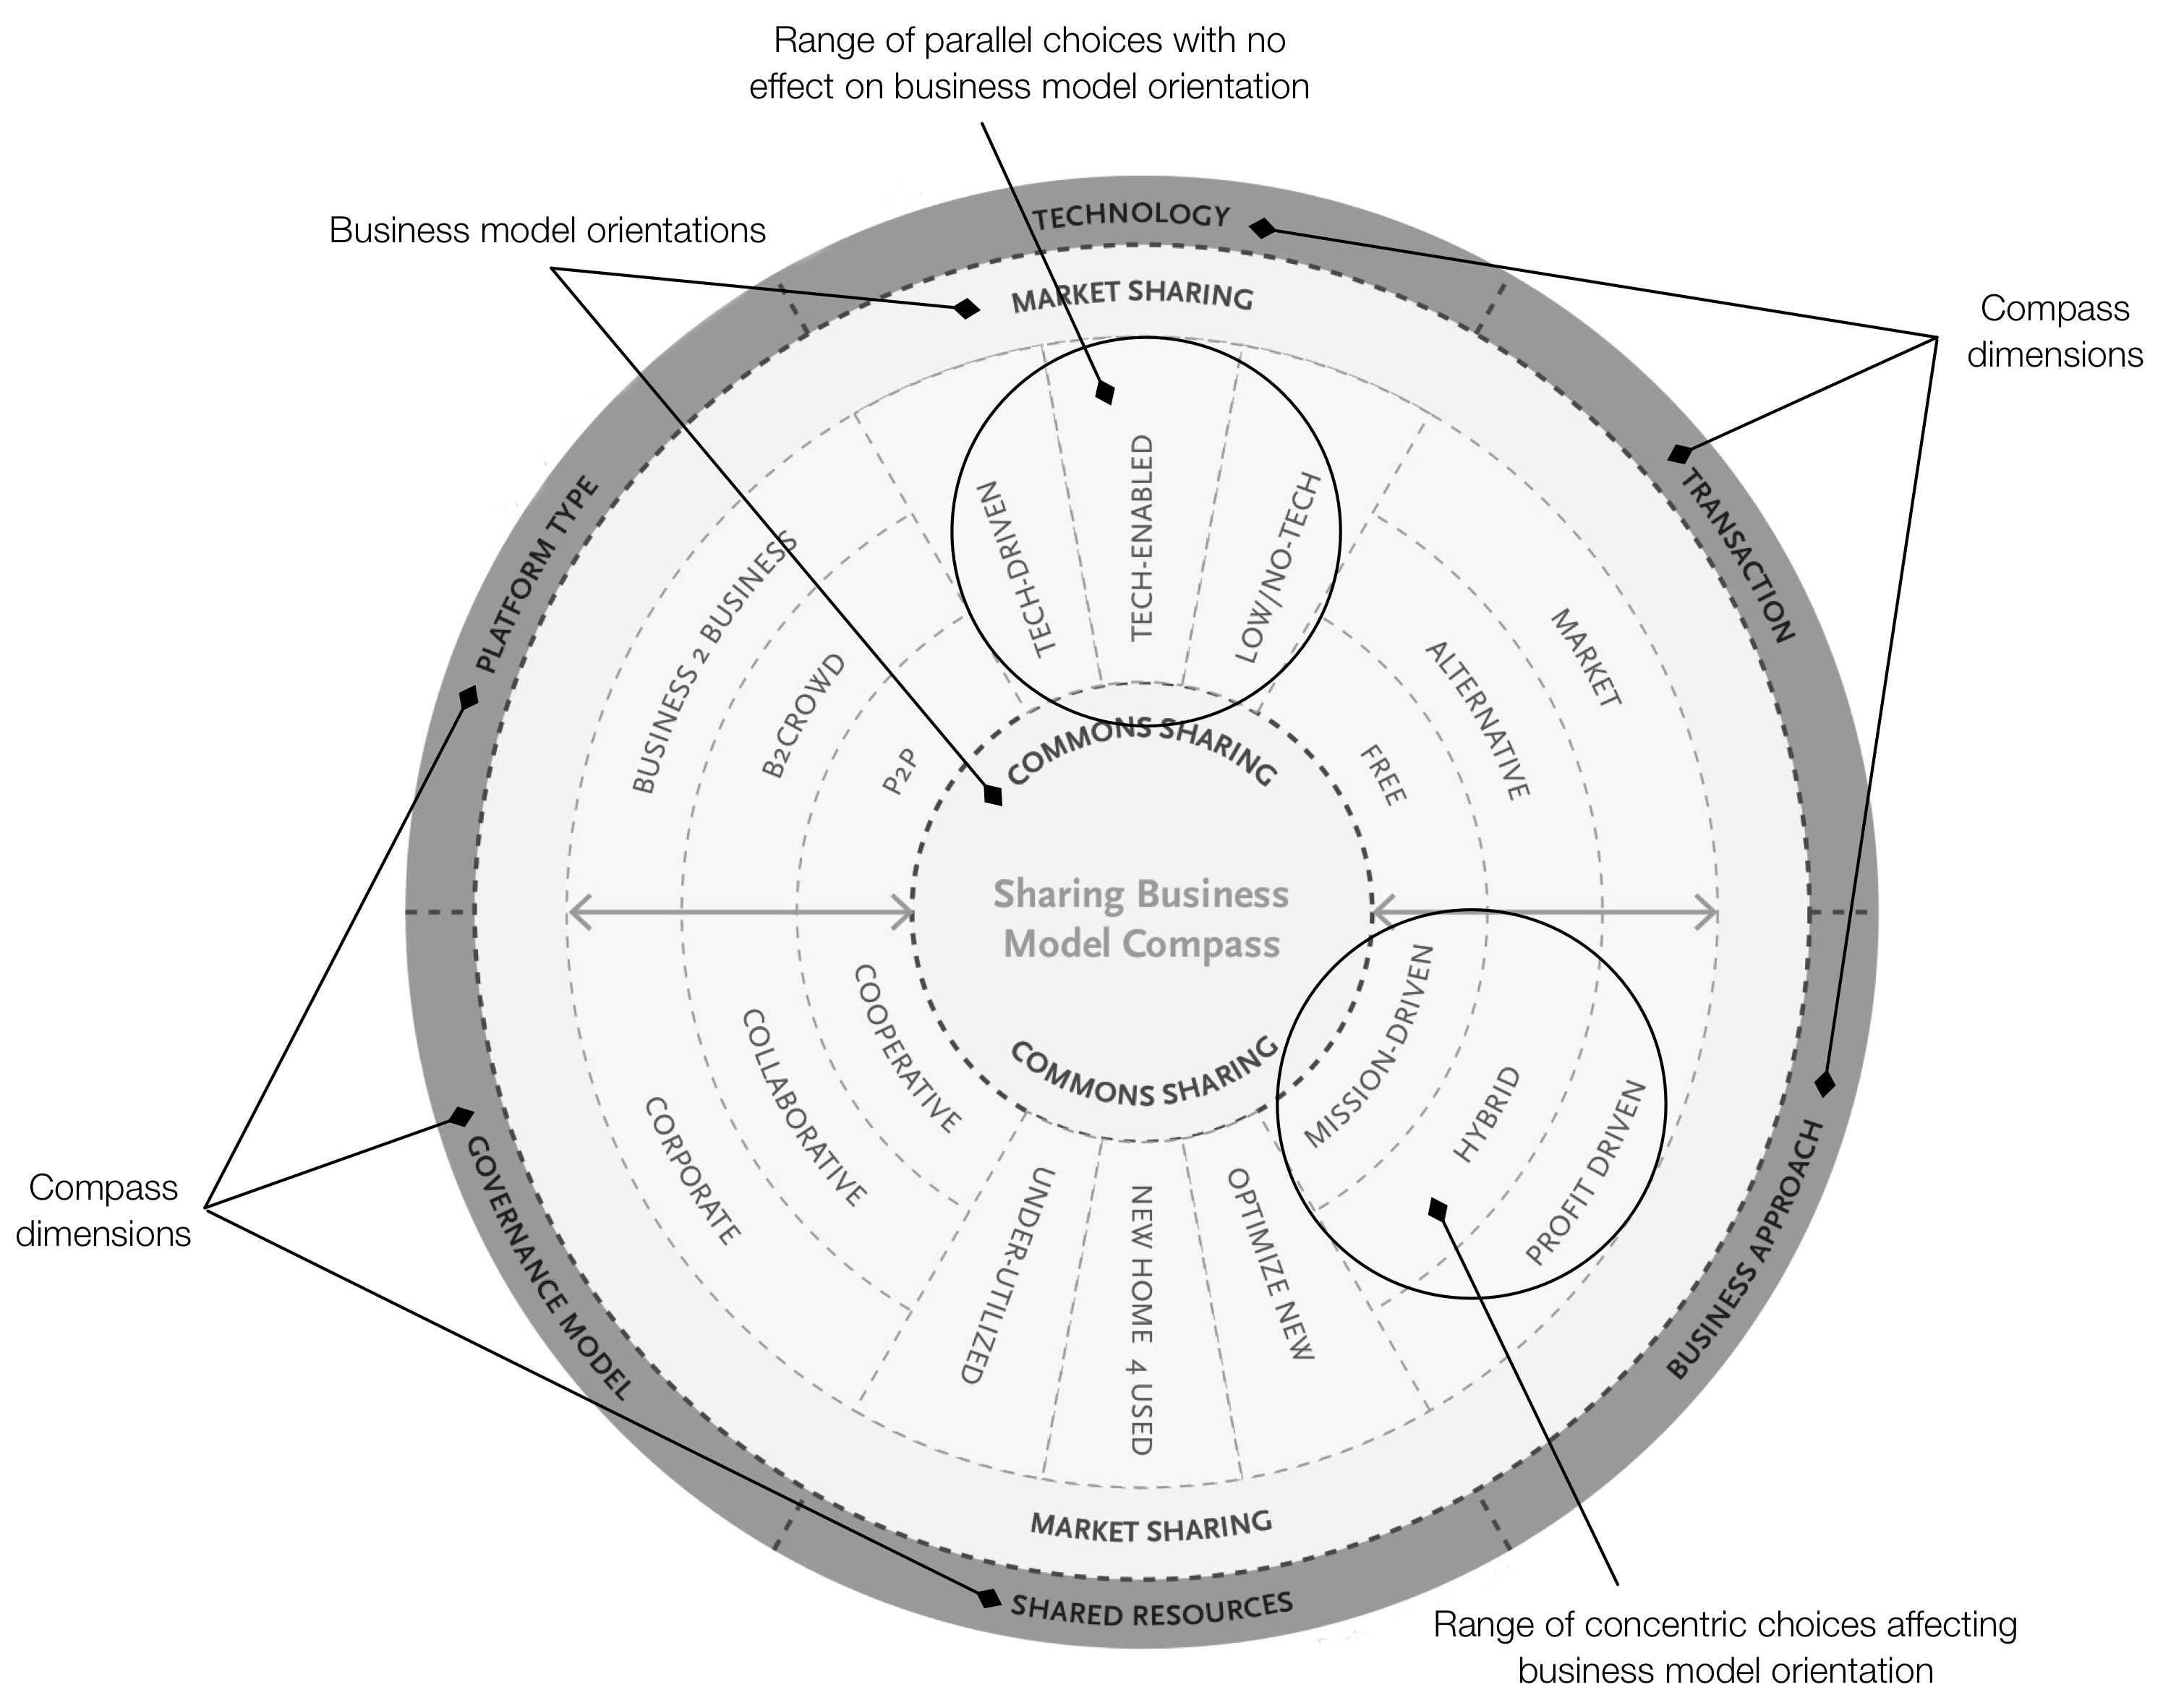 Range of parallel choices with no
effect on business model orientation
Business model orientations
Compass
dimensions
TECHNOLOGY
MARKET SHARING
PLATFORM TYPE
TRANSACTION
BUSINESS 2 BUSINESS
B2CROWD
P2P
TECH-DRIVEN
TECH-ENABLED
LOW/NO-TECH
FREE
ALTERNATIVE
MARKET
COMMONS SHARING
Sharing Business
Model Compass
COMMONS SHARING
CORPORATE
COLLABORATIVE
COOPERATIVE
MISSION-DRIVEN
HYBRID
PROFIT DRIVEN
UNDER-UTILIZED
NEW HOME 4 USED
OPTIMIZE NEW
Compass
dimensions
GOVERNANCE MODEL
BUSINESS APPROACH
MARKET SHARING
SHARED RESOURCES
Range of concentric choices affecting
business model orientation